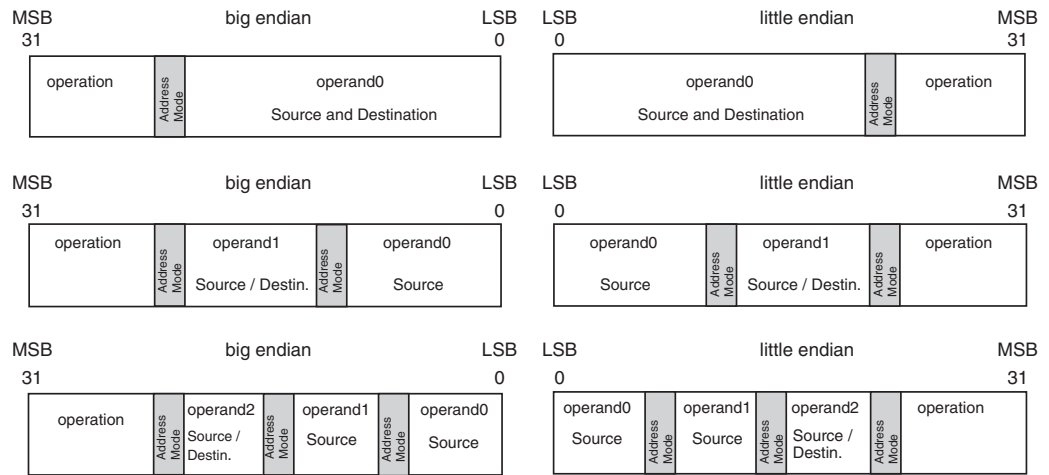 MSB big endian LSB
31 0
operation Address Mode operand0
Source and Destination
LSB little endian MSB
0 31
operand0 Address Mode operation
Source and Destination
MSB big endian LSB
31 0
operation Address Mode operand1 Address Mode operand0
Source / Destin. Source
LSB little endian MSB
0 31
operand0 Address Mode operand1 Address Mode operation
Source Source / Destin.
MSB big endian LSB
31 0
operation Address Mode operand2 Address Mode operand1 Address Mode operand0
Source / Source Source
Destin.
LSB little endian MSB
0 31
operand0 Address Mode operand1 Address Mode operand2 Address Mode operation
Source Source Source /
Destin.